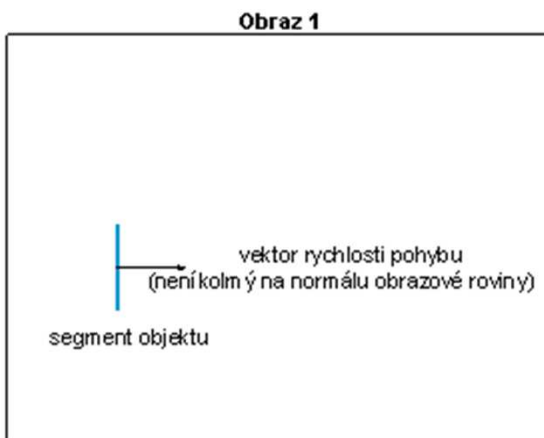 Obraz 1
vektor rychlosti pohybu
(není kolmý na normálu obrazové roviny)
segment objektu